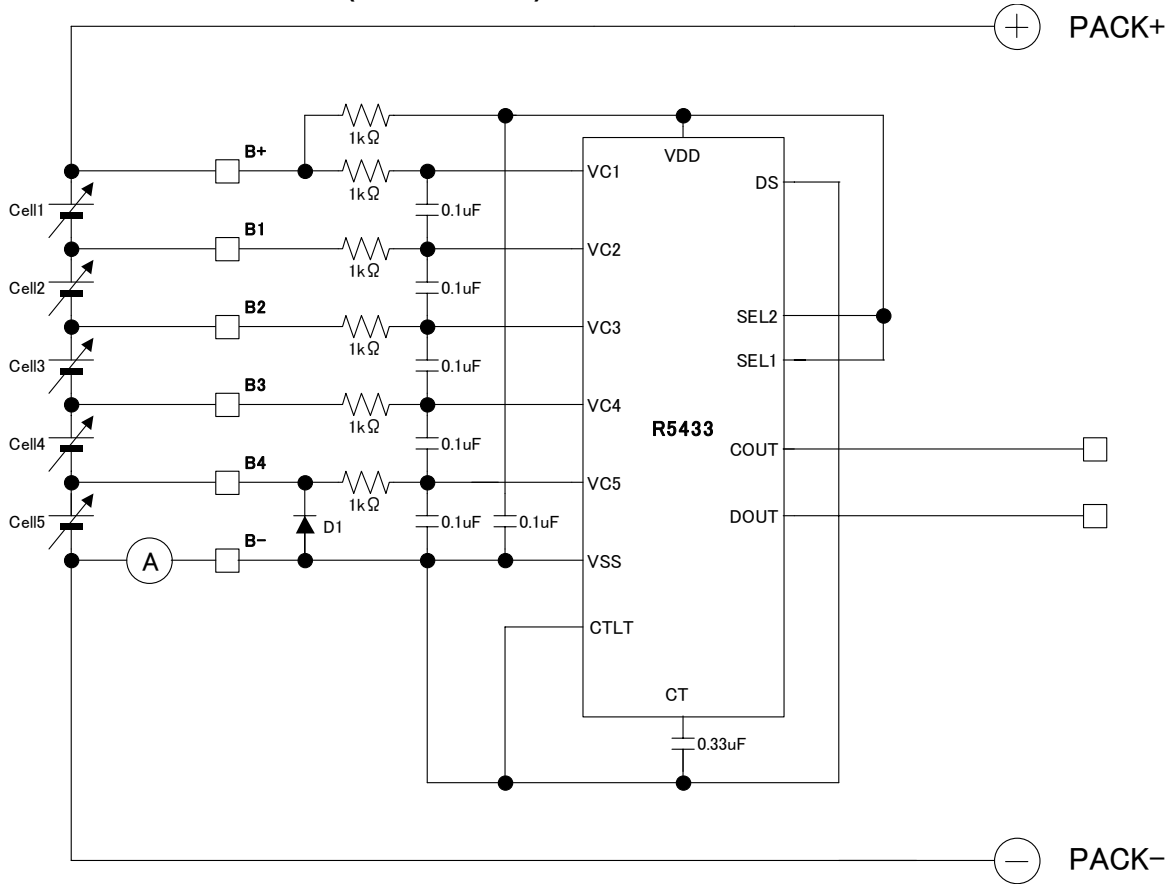 PACK+
1kΩ
VDD
B+
1kΩ
VC1
DS
Cell1
0.1uF
B1
1kΩ
VC2
Cell2
0.1uF
B2
1kΩ
VC3
SEL2
Cell3
0.1uF
SEL1
B3
1kΩ
VC4
R5433
Cell4
0.1uF
COUT
B4
1kΩ
VC5
Cell5
D1
0.1uF
0.1uF
DOUT
B-
A
VSS
CTLT
CT
0.33uF
PACK-